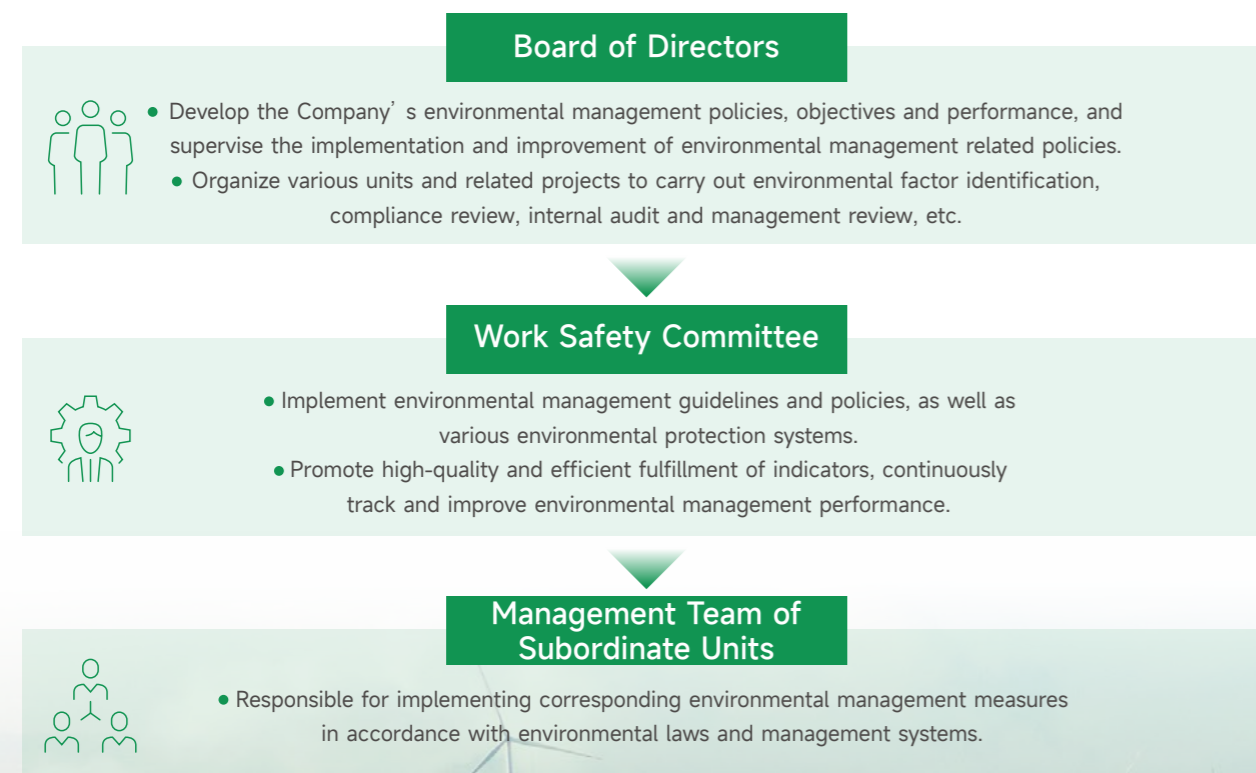 Board of Directors
● Develop the Company’ s environmental management policies, objectives and performance, and
supervise the implementation and improvement of environmental management related policies.
● Organize various units and related projects to carry out environmental factor identification,
compliance review, internal audit and management review, etc.
Work Safety Committee
● Implement environmental management guidelines and policies, as well as
various environmental protection systems.
● Promote high-quality and efficient fulfillment of indicators, continuously
track and improve environmental management performance.
Management Team of
Subordinate Units
● Responsible for implementing corresponding environmental management measures
in accordance with environmental laws and management systems.